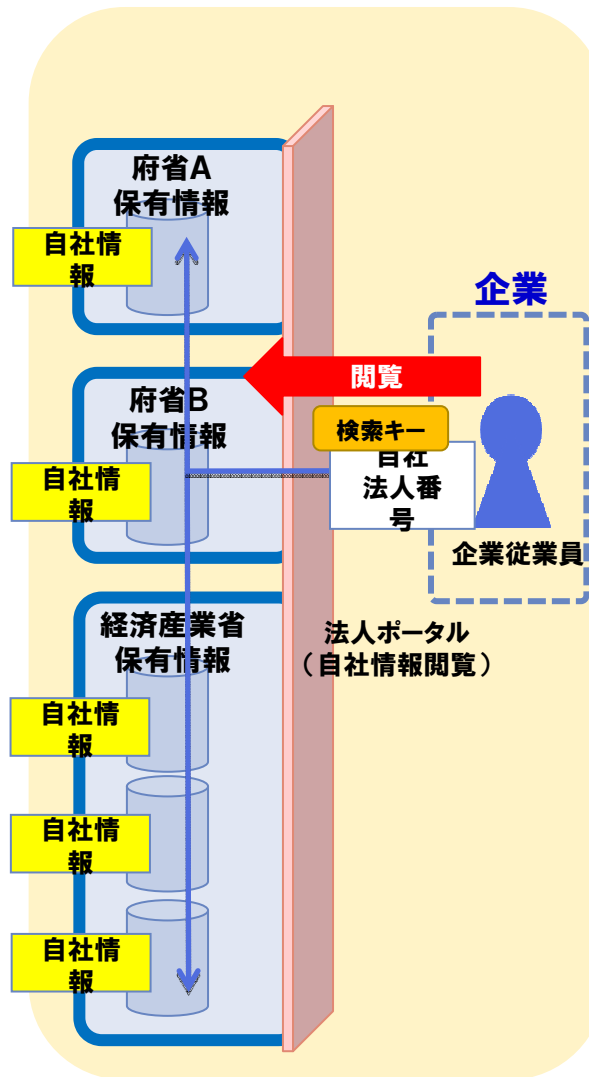 府省A
保有情報
自社情
報
企業
閲覧
府省B
保有情報
検索キー
自社
法人番
号
自社情
報
企業従業員
経済産業省
保有情報
法人ポータル
（自社情報閲覧）
自社情
報
自社情
報
自社情
報